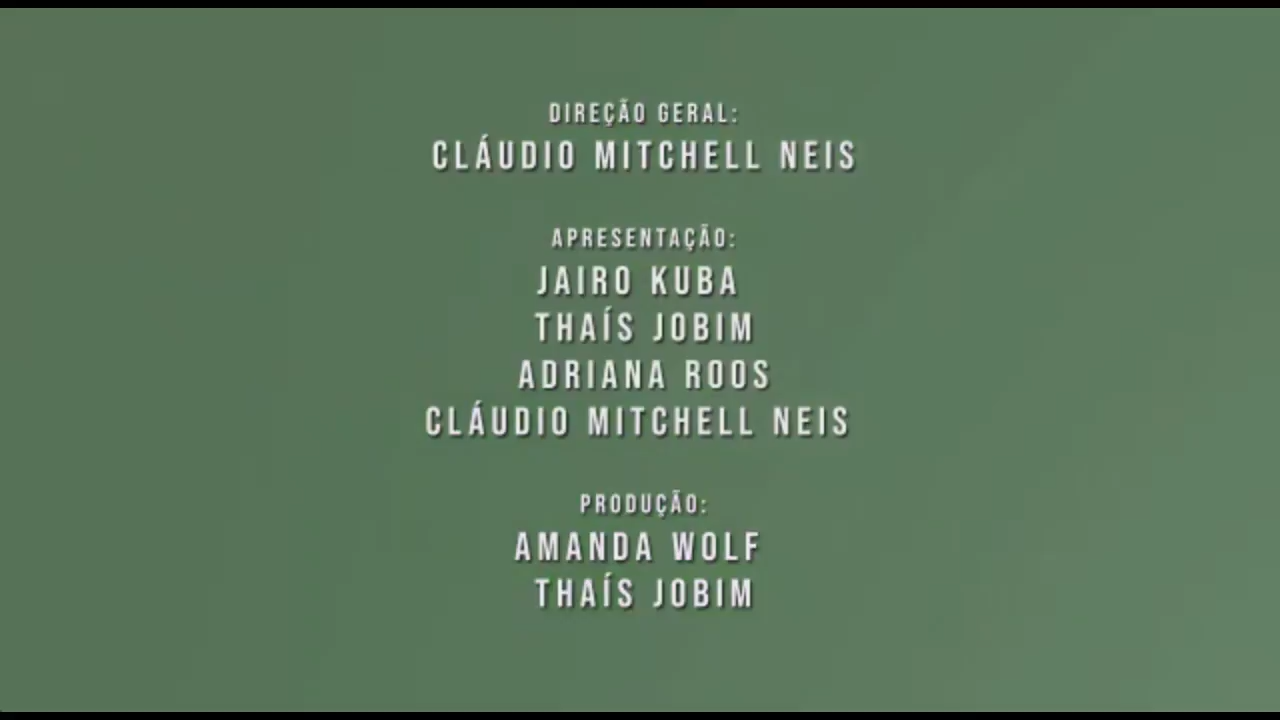 DIREÇÃO GERAL:
CLÁUDIO MITCHELL NEIS
APRESENTAÇÃO:
JAIRO KUBA
THAÍS JOBIM
ADRIANA ROOS
CLÁUDIO MITCHELL NEIS
PRODUÇÃO:
AMANDA WOLF
THAÍS JOBIM